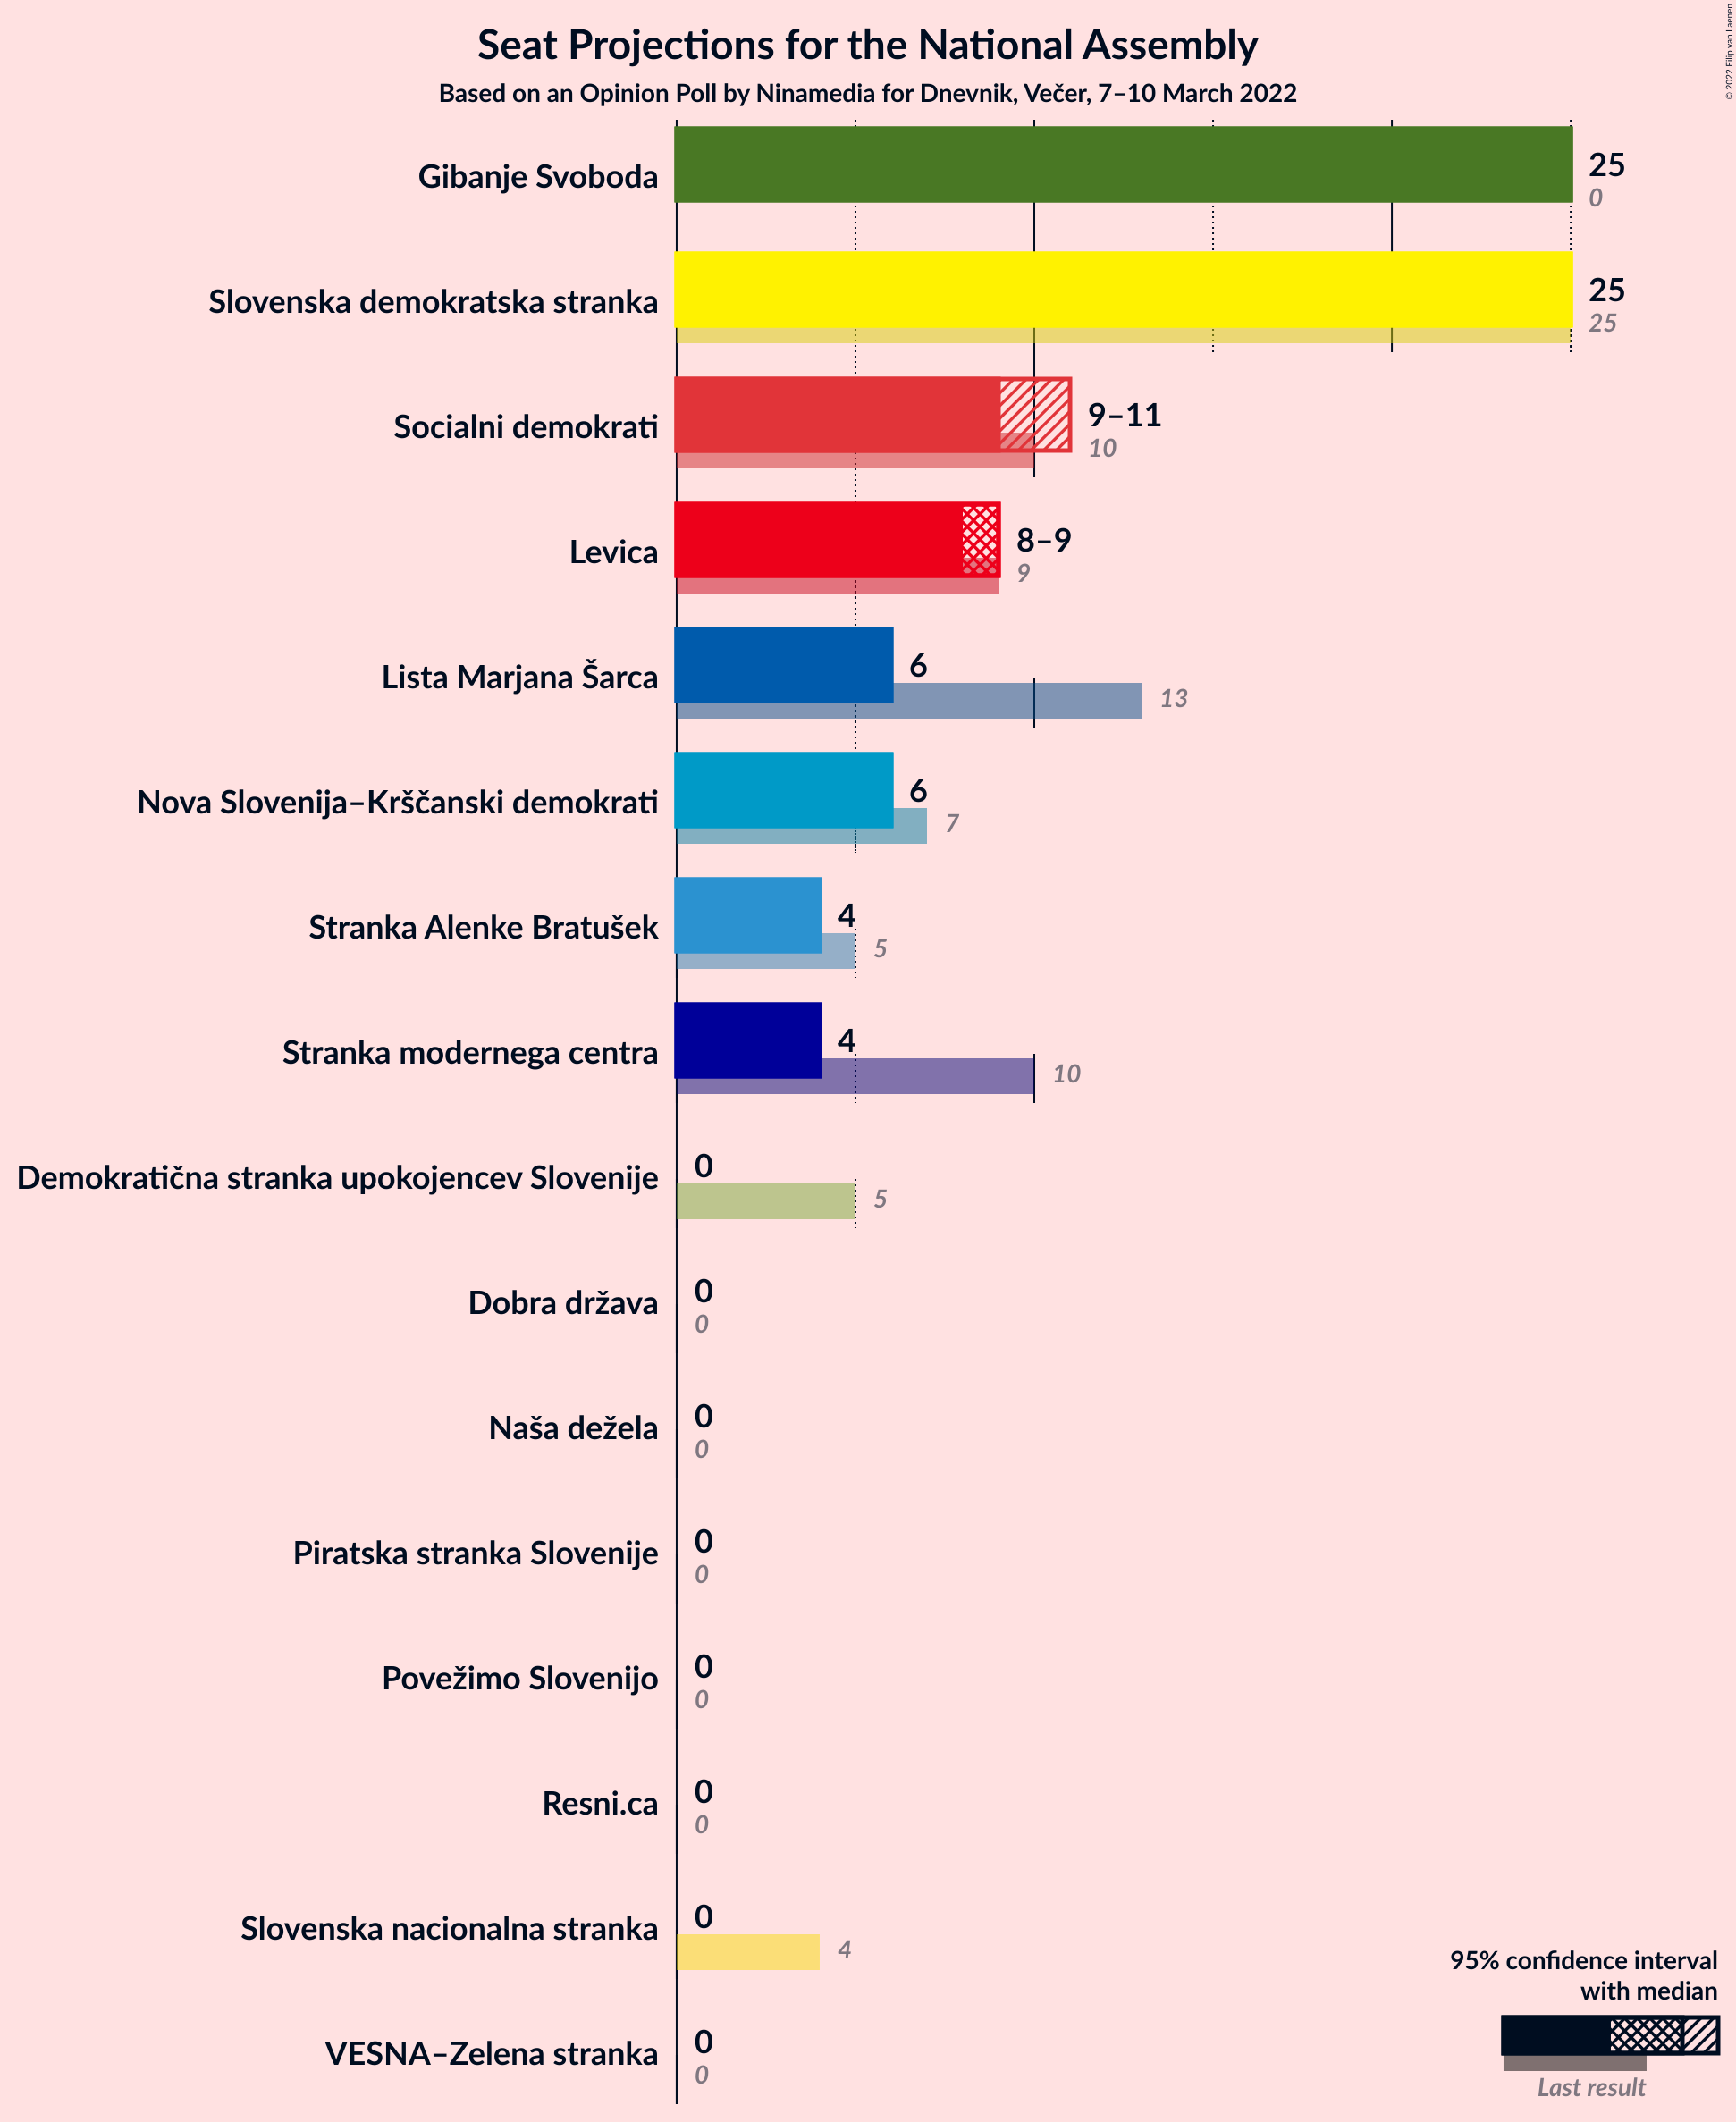 Seat Projections for the National Assembly
Based on an Opinion Poll by Ninamedia for Dnevnik, Večer, 7–10 March 2022
© 2022 Filip van Laenen
Gibanje Svoboda
25
0
Slovenska demokratska stranka
25
25
Socialni demokrati
9–11
10
Levica
8–9
9
Lista Marjana Šarca
6
13
Nova Slovenija–Krščanski demokrati
6
7
Stranka Alenke Bratušek
4
5
Stranka modernega centra
4
10
Demokratična stranka upokojencev Slovenije
0
5
Dobra država
0
0
Naša dežela
0
0
Piratska stranka Slovenije
0
0
Povežimo Slovenijo
0
0
Resni.ca
0
0
Slovenska nacionalna stranka
0
4
VESNA–Zelena stranka
0
0
95% confidence interval
with median
Last result